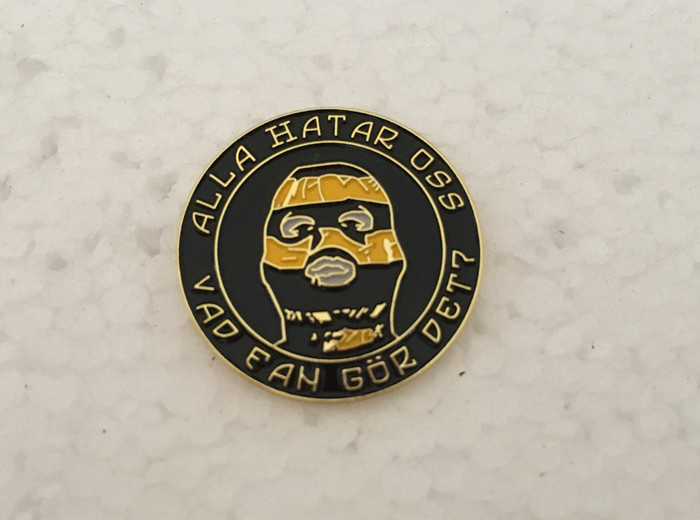 ALLA HATAR OSS
VAD FAN GÖR DET?